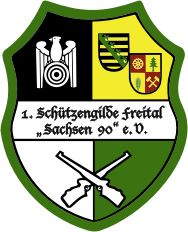 1. Schützengilde Freital
„Sachsen 90“ e.V.